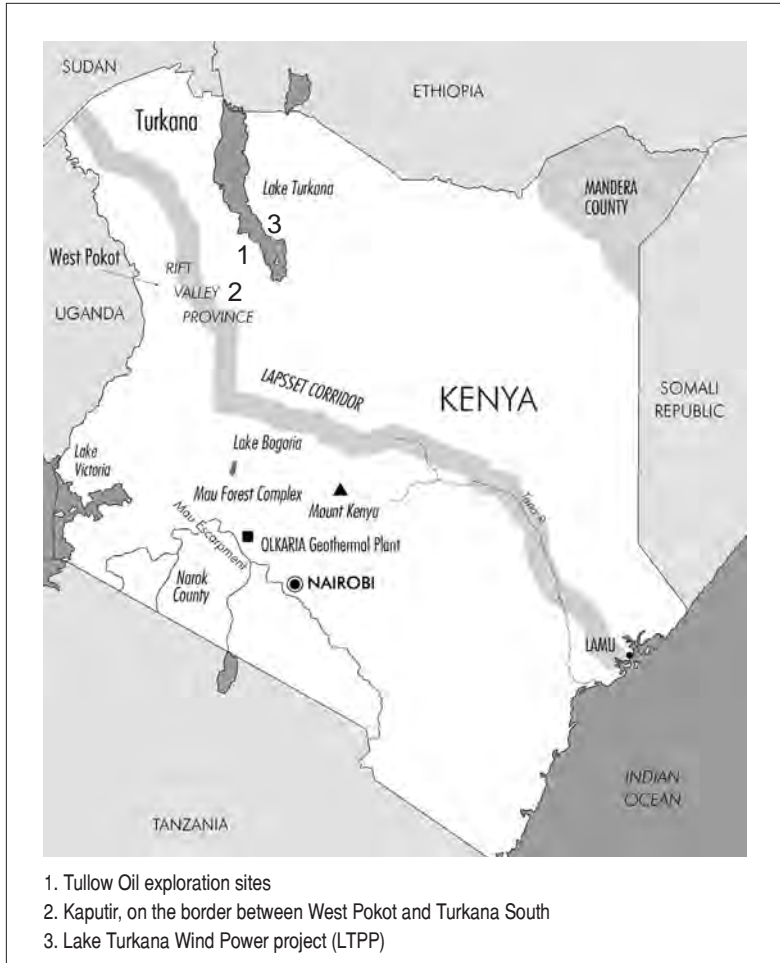 SUDAN
ETHIOPIA
Turkana
Lake Turkana
MANDERA
COUNTY
3
1
West Pokot
RIFT
VALLEY
2
PROVINCE
UGANDA
LAPSSET CORRIDOR
KENYA
SOMALI
REPUBLIC
Lake
Victoria
Lake Bogoria
Mau Forest Complex
Mount Kenya
Tana R.
Mau Escarpment
OLKARIA Geothermal Plant
Narok
County
NAIROBI
LAMU
INDIAN
OCEAN
TANZANIA
1. Tullow Oil exploration sites
2. Kaputir, on the border between West Pokot and Turkana South
3. Lake Turkana Wind Power project (LTPP)